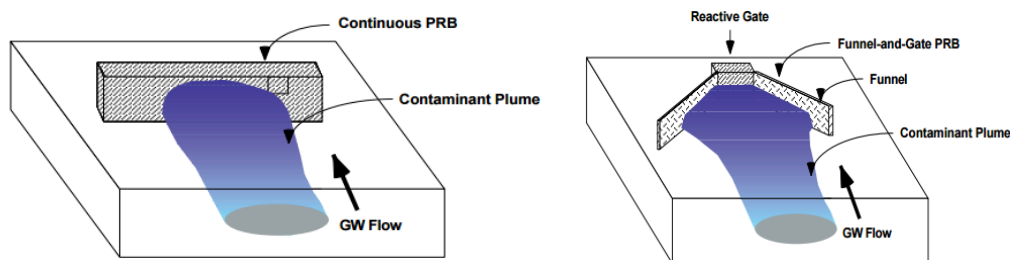 Continuous PRB
Contaminant Plume
GW Flow
Reactive Gate
Funnel-and-Gate PRB
Funnel
Contaminant Plume
GW Flow